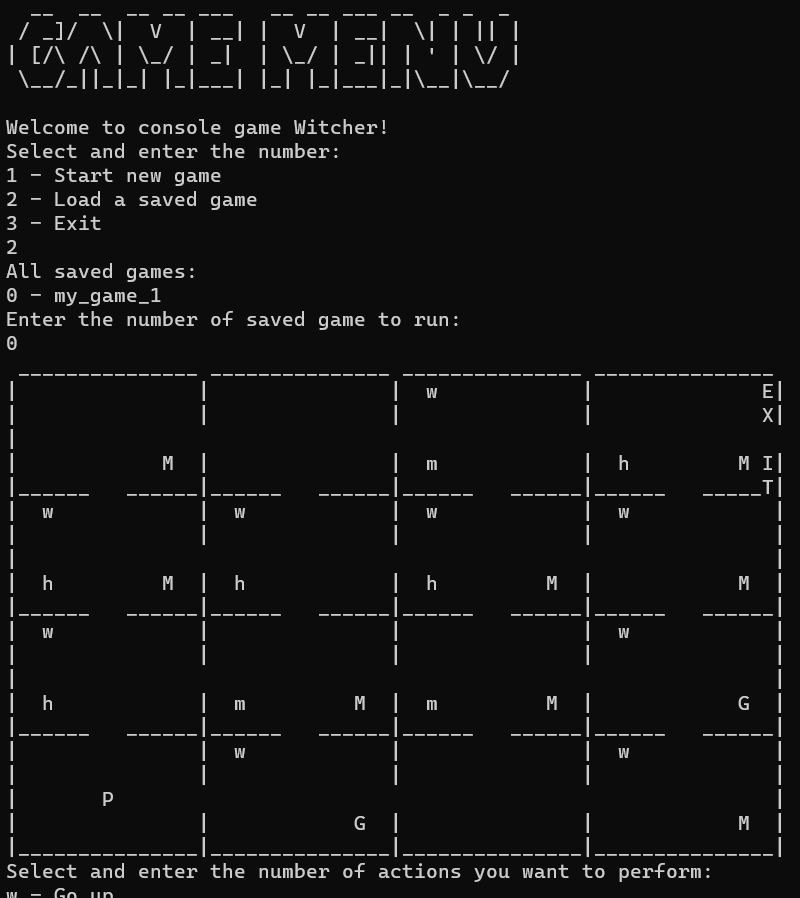 GAME MENU
Welcome to console game Witcher!
Select and enter the number:
1 - Start new game
2 - Load a saved game
3 - Exit
2
All saved games:
0 - my_game_1
Enter the number of saved game to run:
0
w E
X
M m h M I
T
w w w w
h M h h M M
w w
h m M m M G
w w
P
G M
Select and enter the number of actions you want to perform:
w - Go up